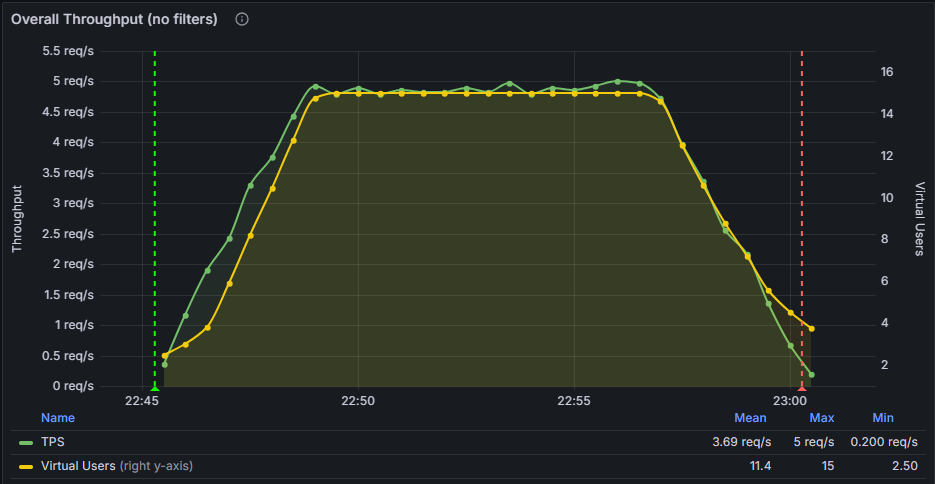 Overall Throughput (no filters)
5.5 req/s
5 req/s
4.5 req/s
4 req/s
3.5 req/s
3 req/s
2.5 req/s
2 req/s
1.5 req/s
1 req/s
0.5 req/s
0 req/s
Throughput
16
14
12
10
8
6
4
2
Virtual Users
22:45 22:50 22:55 23:00
Name Mean Max Min
TPS 3.69 req/s 5 req/s 0.200 req/s
Virtual Users (right y-axis) 11.4 15 2.50